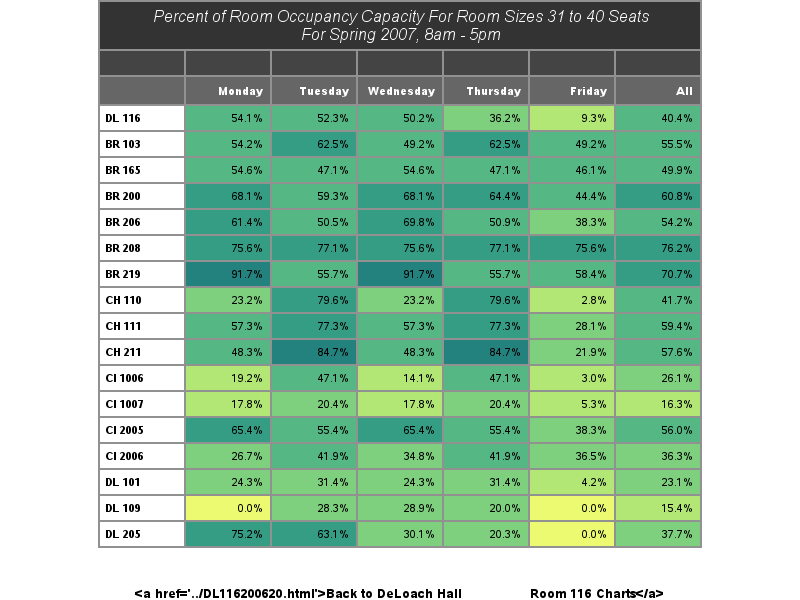 Percent of Room Occupancy Capacity For Room Sizes 31 to 40 Seats
For Spring 2007, 8am - 5pm
Monday Tuesday Wednesday Thursday Friday All
DL 116 54.1% 52.3% 50.2% 36.2% 9.3% 40.4%
BR 103 54.2% 62.5% 49.2% 62.5% 49.2% 55.5%
BR 165 54.6% 47.1% 54.6% 47.1% 46.1% 49.9%
BR 200 68.1% 59.3% 68.1% 64.4% 44.4% 60.8%
BR 206 61.4% 50.5% 69.8% 50.9% 38.3% 54.2%
BR 208 75.6% 77.1% 75.6% 77.1% 75.6% 76.2%
BR 219 91.7% 55.7% 91.7% 55.7% 58.4% 70.7%
CH 110 23.2% 79.6% 23.2% 79.6% 2.8% 41.7%
CH 111 57.3% 77.3% 57.3% 77.3% 28.1% 59.4%
CH 211 48.3% 84.7% 48.3% 84.7% 21.9% 57.6%
CI 1006 19.2% 47.1% 14.1% 47.1% 3.0% 26.1%
CI 1007 17.8% 20.4% 17.8% 20.4% 5.3% 16.3%
CI 2005 65.4% 55.4% 65.4% 55.4% 38.3% 56.0%
CI 2006 26.7% 41.9% 34.8% 41.9% 36.5% 36.3%
DL 101 24.3% 31.4% 24.3% 31.4% 4.2% 23.1%
DL 109 0.0% 28.3% 28.9% 20.0% 0.0% 15.4%
DL 205 75.2% 63.1% 30.1% 20.3% 0.0% 37.7%
<a href='../DL116200620.html'>Back to DeLoach Hall Room 116 Charts</a>